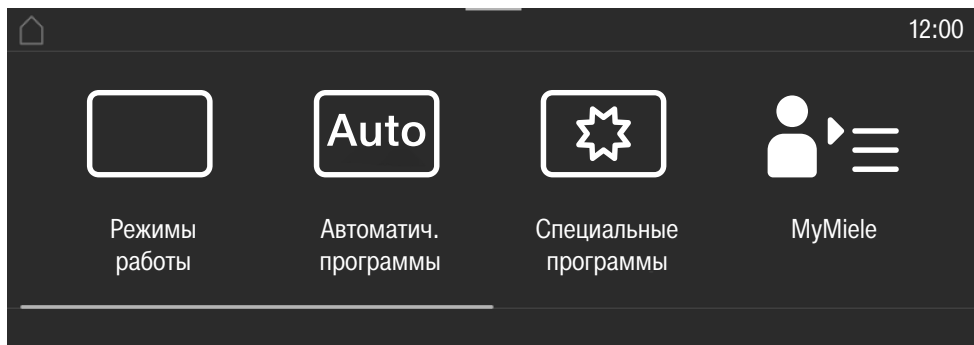 12:00
Auto
Режимы
работы
Автоматич.
программы
Специальные
программы
MyMiele